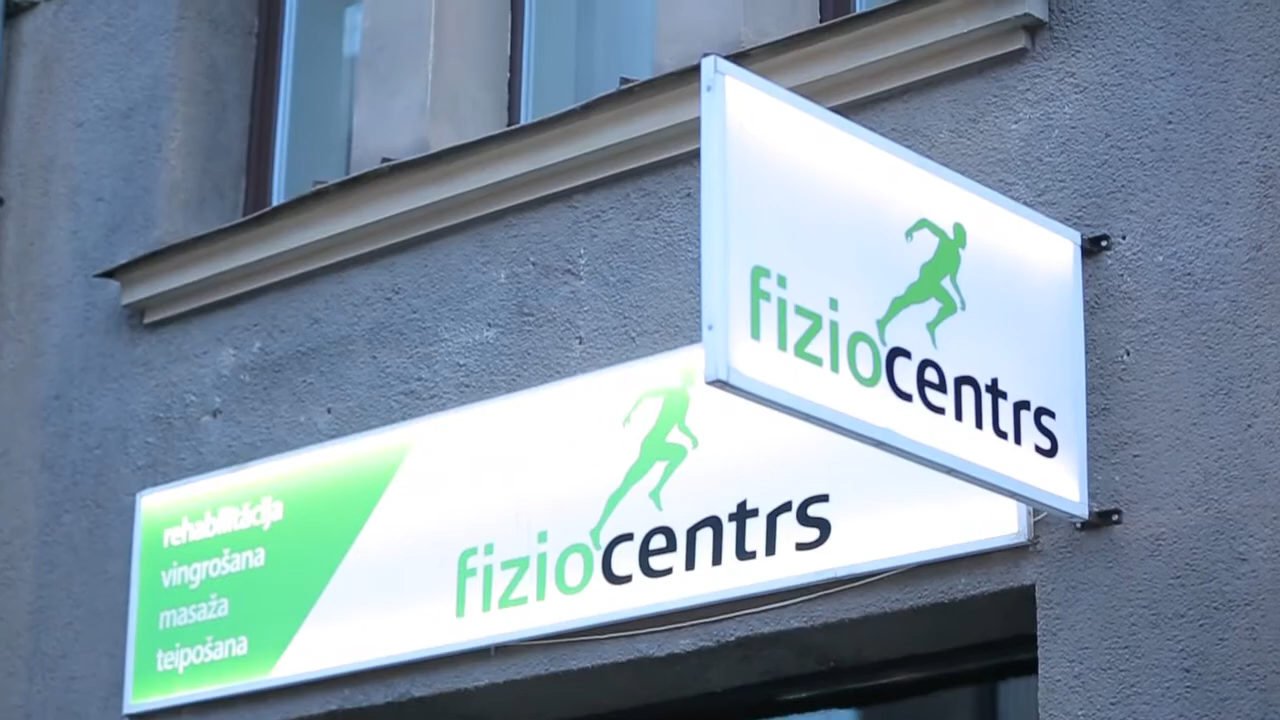 fiziocentrs
rehabilitācija
vingrošana
masaža
teipošana
fiziocentrs